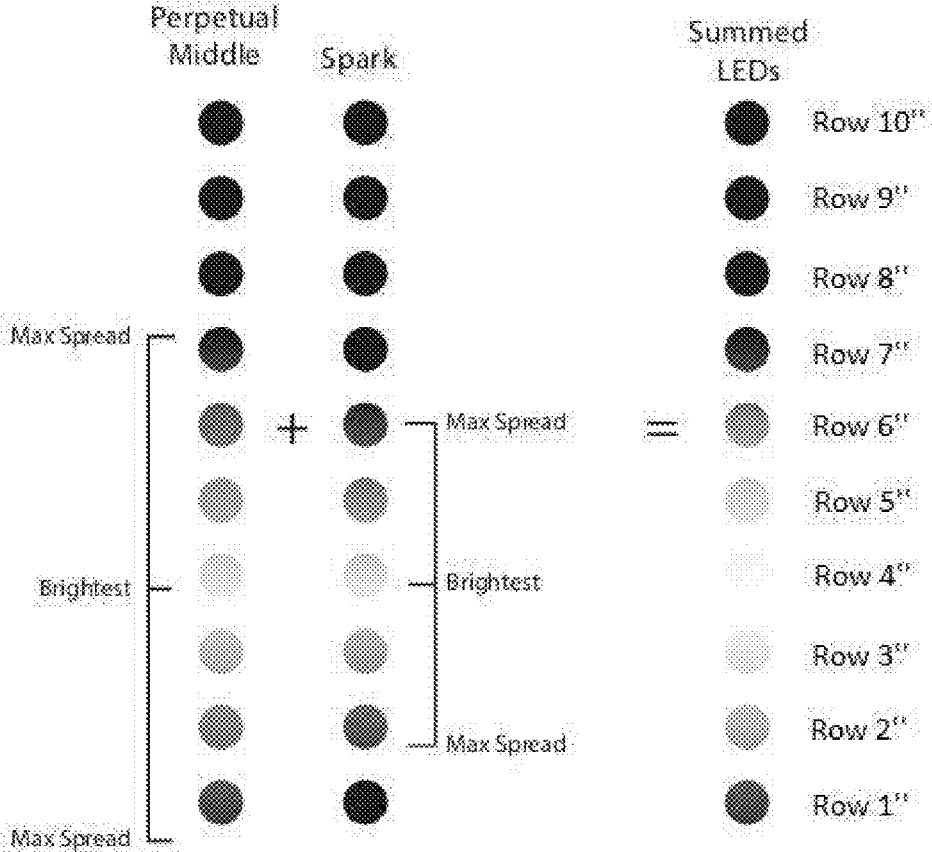 Perpetual
Middle
Spark
Summed
LEDs
Row 10"
Row 9"
Row 8"
Max Spread
Row 7"
+
Max Spread
=
Row 6"
Row 5"
Brightest
Brightest
Row 4"
Row 3"
Max Spread
Row 2"
Row 1"
Max Spread